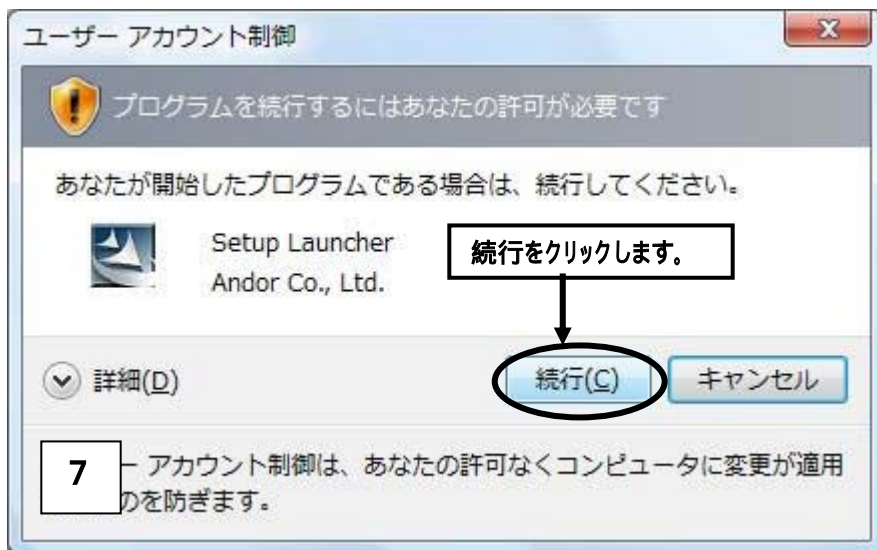 ユーザー アカウント制御
プログラムを続行するにはあなたの許可が必要です
あなたが開始したプログラムである場合は、続行してください。
Setup Launcher
Andor Co., Ltd.
続行をクリックします。
詳細(D)
続行(C)
キャンセル
7
ー アカウント制御は、あなたの許可なくコンピュータに変更が適用
のを防ぎます。